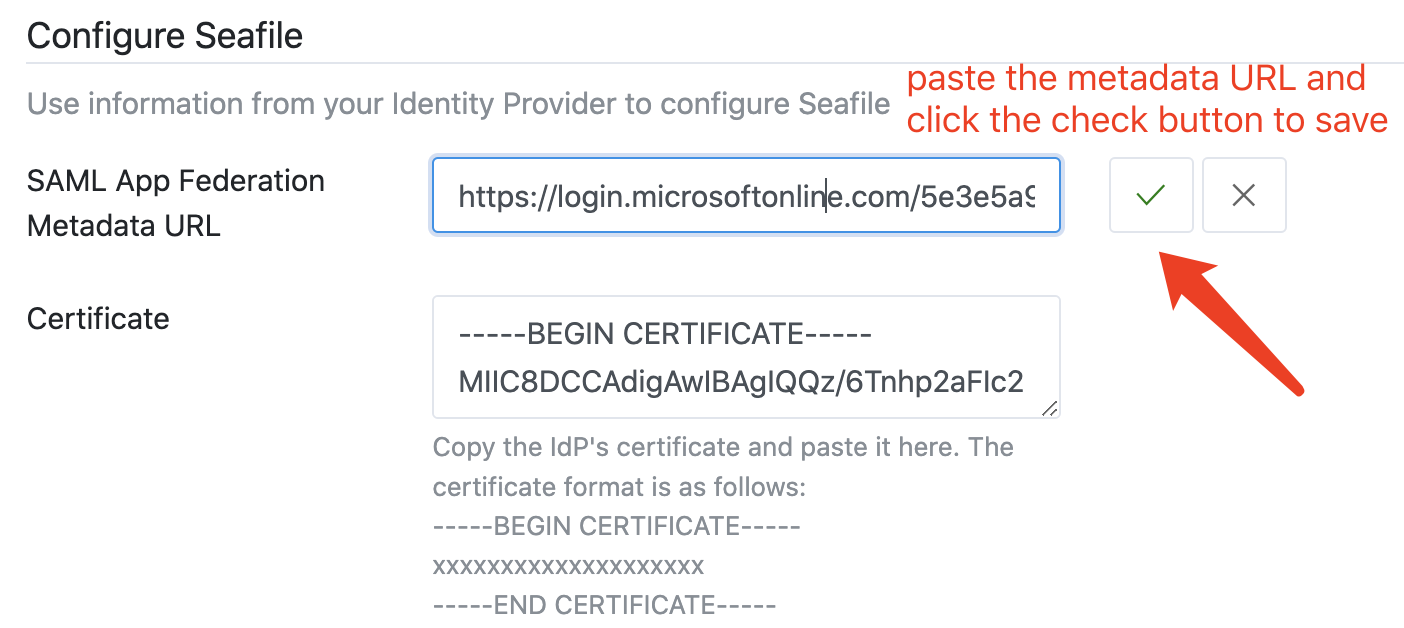 Configure Seafile
paste the metadata URL and
click the check button to save
Use information from your Identity Provider to configure Seafile
SAML App Federation
Metadata URL
https://login.microsoftonline.com/5e3e5a9
Certificate
-----BEGIN CERTIFICATE-----
MIIC8DCCAdigAwIBAgIQQz/6Tnhp2aFIc2
Copy the IdP's certificate and paste it here. The
certificate format is as follows:
-----BEGIN CERTIFICATE-----
xxxxxxxxxxxxxxxxxxxx
-----END CERTIFICATE-----